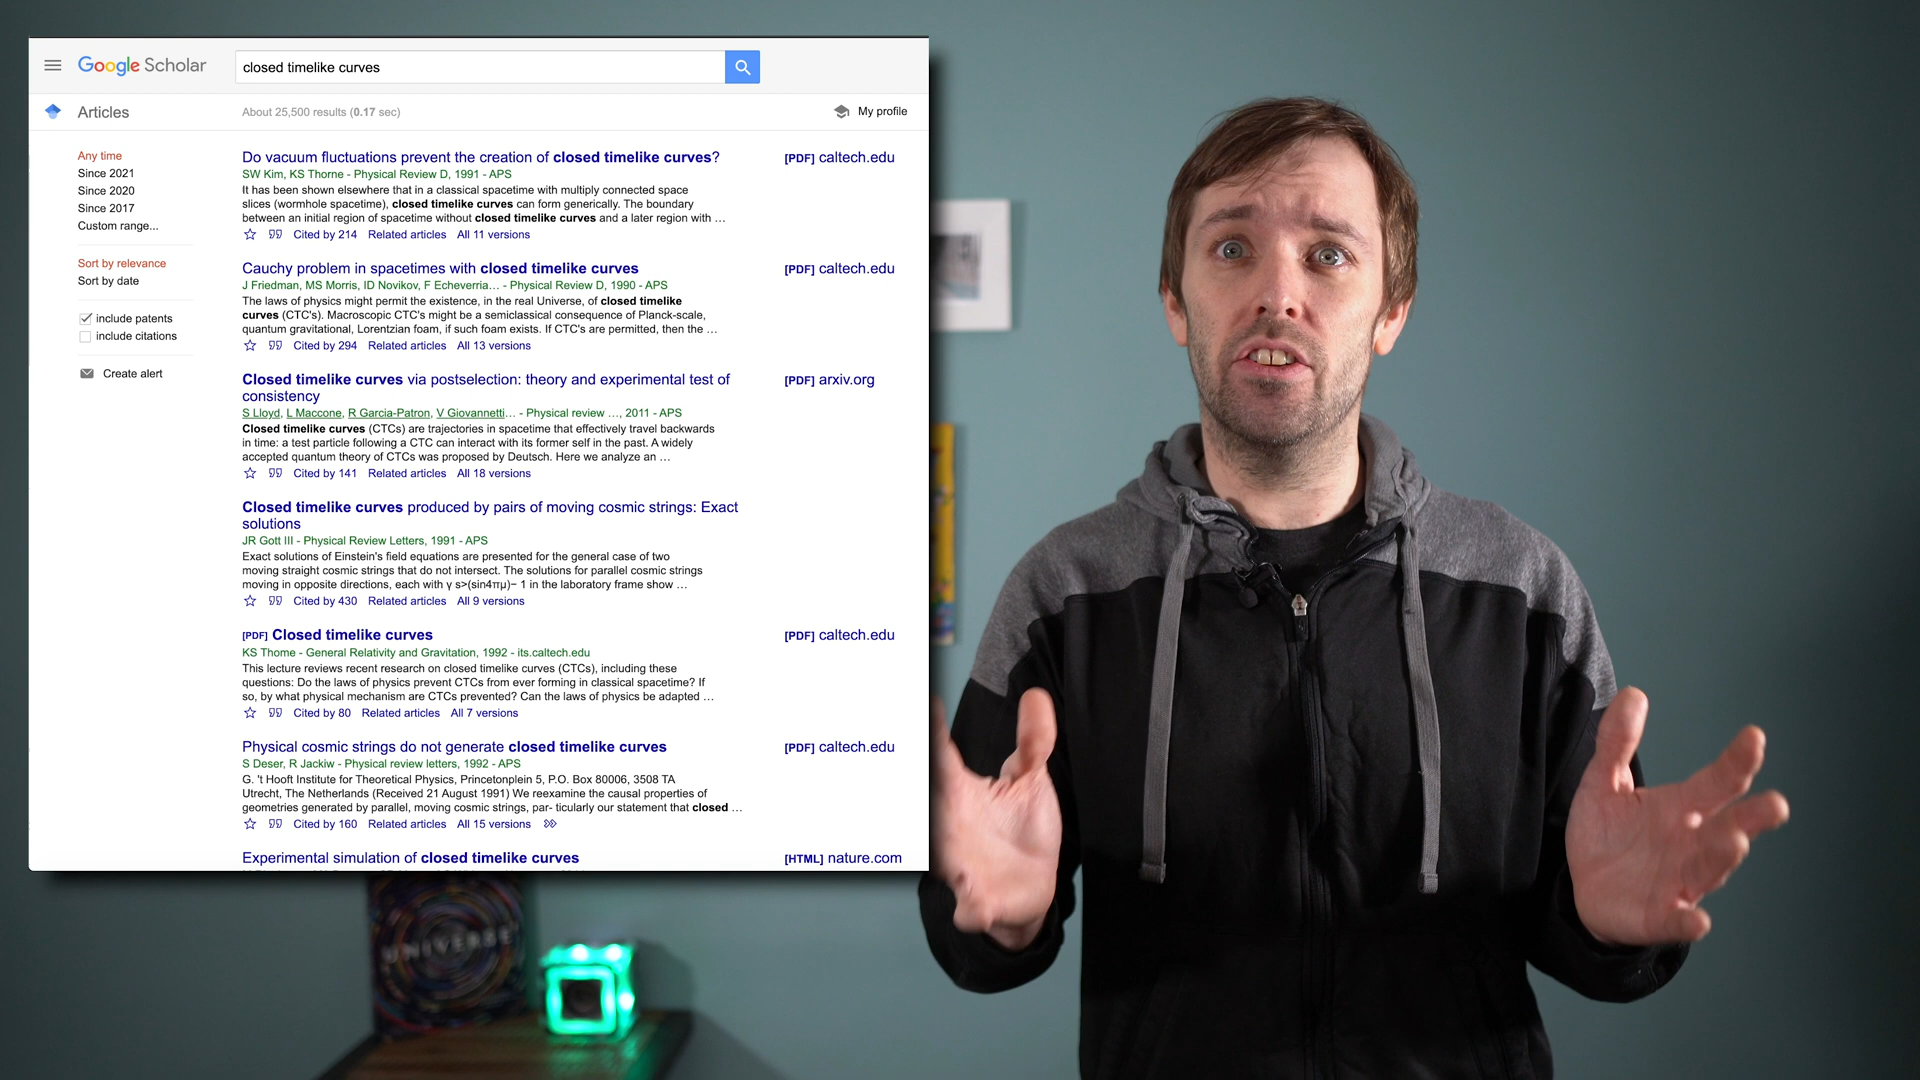 Google Scholar
closed timelike curves
Articles
About 25,500 results (0.17 sec)
My profile
Any time
Since 2021
Since 2020
Since 2017
Custom range...
Sort by relevance
Sort by date
include patents
include citations
Create alert
Do vacuum fluctuations prevent the creation of closed timelike curves?
[PDF] caltech.edu
SW Kim, KS Thorne - Physical Review D, 1991 - APS
It has been shown elsewhere that in a classical spacetime with multiply connected space
slices (wormhole spacetime), closed timelike curves can form generically. The boundary
between an initial region of spacetime without closed timelike curves and a later region with …
Cited by 214 Related articles All 11 versions
Cauchy problem in spacetimes with closed timelike curves
[PDF] caltech.edu
J Friedman, MS Morris, ID Novikov, F Echeverria… - Physical Review D, 1990 - APS
The laws of physics might permit the existence, in the real Universe, of closed timelike
curves (CTC's). Macroscopic CTC's might be a semiclassical consequence of Planck-scale,
quantum gravitational, Lorentzian foam, if such foam exists. If CTC's are permitted, then the …
Cited by 294 Related articles All 13 versions
Closed timelike curves via postselection: theory and experimental test of
consistency
[PDF] arxiv.org
S Lloyd, L Maccone, R Garcia-Patron, V Giovannetti… - Physical review …, 2011 - APS
Closed timelike curves (CTCs) are trajectories in spacetime that effectively travel backwards
in time: a test particle following a CTC can interact with its former self in the past. A widely
accepted quantum theory of CTCs was proposed by Deutsch. Here we analyze an …
Cited by 141 Related articles All 18 versions
Closed timelike curves produced by pairs of moving cosmic strings: Exact
solutions
JR Gott III - Physical Review Letters, 1991 - APS
Exact solutions of Einstein's field equations are presented for the general case of two
moving straight cosmic strings that do not intersect. The solutions for parallel cosmic strings
moving in opposite directions, each with γ s>(sin4πμ)− 1 in the laboratory frame show …
Cited by 430 Related articles All 9 versions
[PDF] Closed timelike curves
[PDF] caltech.edu
KS Thome - General Relativity and Gravitation, 1992 - its.caltech.edu
This lecture reviews recent research on closed timelike curves (CTCs), including these
questions: Do the laws of physics prevent CTCs from ever forming in classical spacetime? If
so, by what physical mechanism are CTCs prevented? Can the laws of physics be adapted …
Cited by 80 Related articles All 7 versions
Physical cosmic strings do not generate closed timelike curves
[PDF] caltech.edu
S Deser, R Jackiw - Physical review letters, 1992 - APS
G. 't Hooft Institute for Theoretical Physics, Princetonplein 5, P.O. Box 80006, 3508 TA
Utrecht, The Netherlands (Received 21 August 1991) We reexamine the causal properties of
geometries generated by parallel, moving cosmic strings, par- ticularly our statement that closed …
Cited by 160 Related articles All 15 versions
Experimental simulation of closed timelike curves
[HTML] nature.com
UNIVERSE